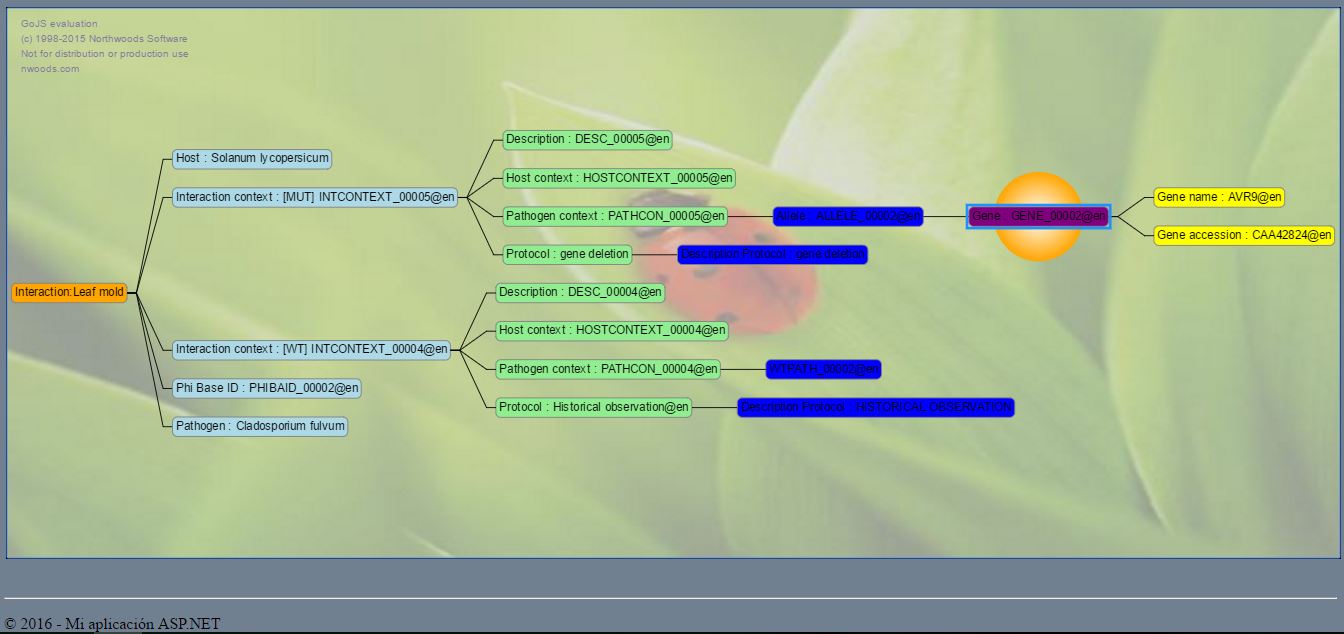 GoJS evaluation
(c) 1998-2015 Northwoods Software
Not for distribution or production use
nwoods.com
Description : DESC_00005@en
Host : Solanum lycopersicum
Host context : HOSTCONTEXT_00005@en
Interaction context : [MUT] INTCONTEXT_00005@en
Gene name : AVR9@en
Pathogen context : PATHCON_00005@en
Allele : ALLELE_00002@en
Gene : GENE_00002@en
Gene accession : CAA42824@en
Protocol : gene deletion
Description Protocol : gene deletion
Interaction:Leaf mold
Description : DESC_00004@en
Host context : HOSTCONTEXT_00004@en
Interaction context : [WT] INTCONTEXT_00004@en
Pathogen context : PATHCON_00004@en
WTPATH_00002@en
Phi Base ID : PHIBAID_00002@en
Protocol : Historical observation@en
Description Protocol : HISTORICAL OBSERVATION
Pathogen : Cladosporium fulvum
© 2016 - Mi aplicación ASP.NET